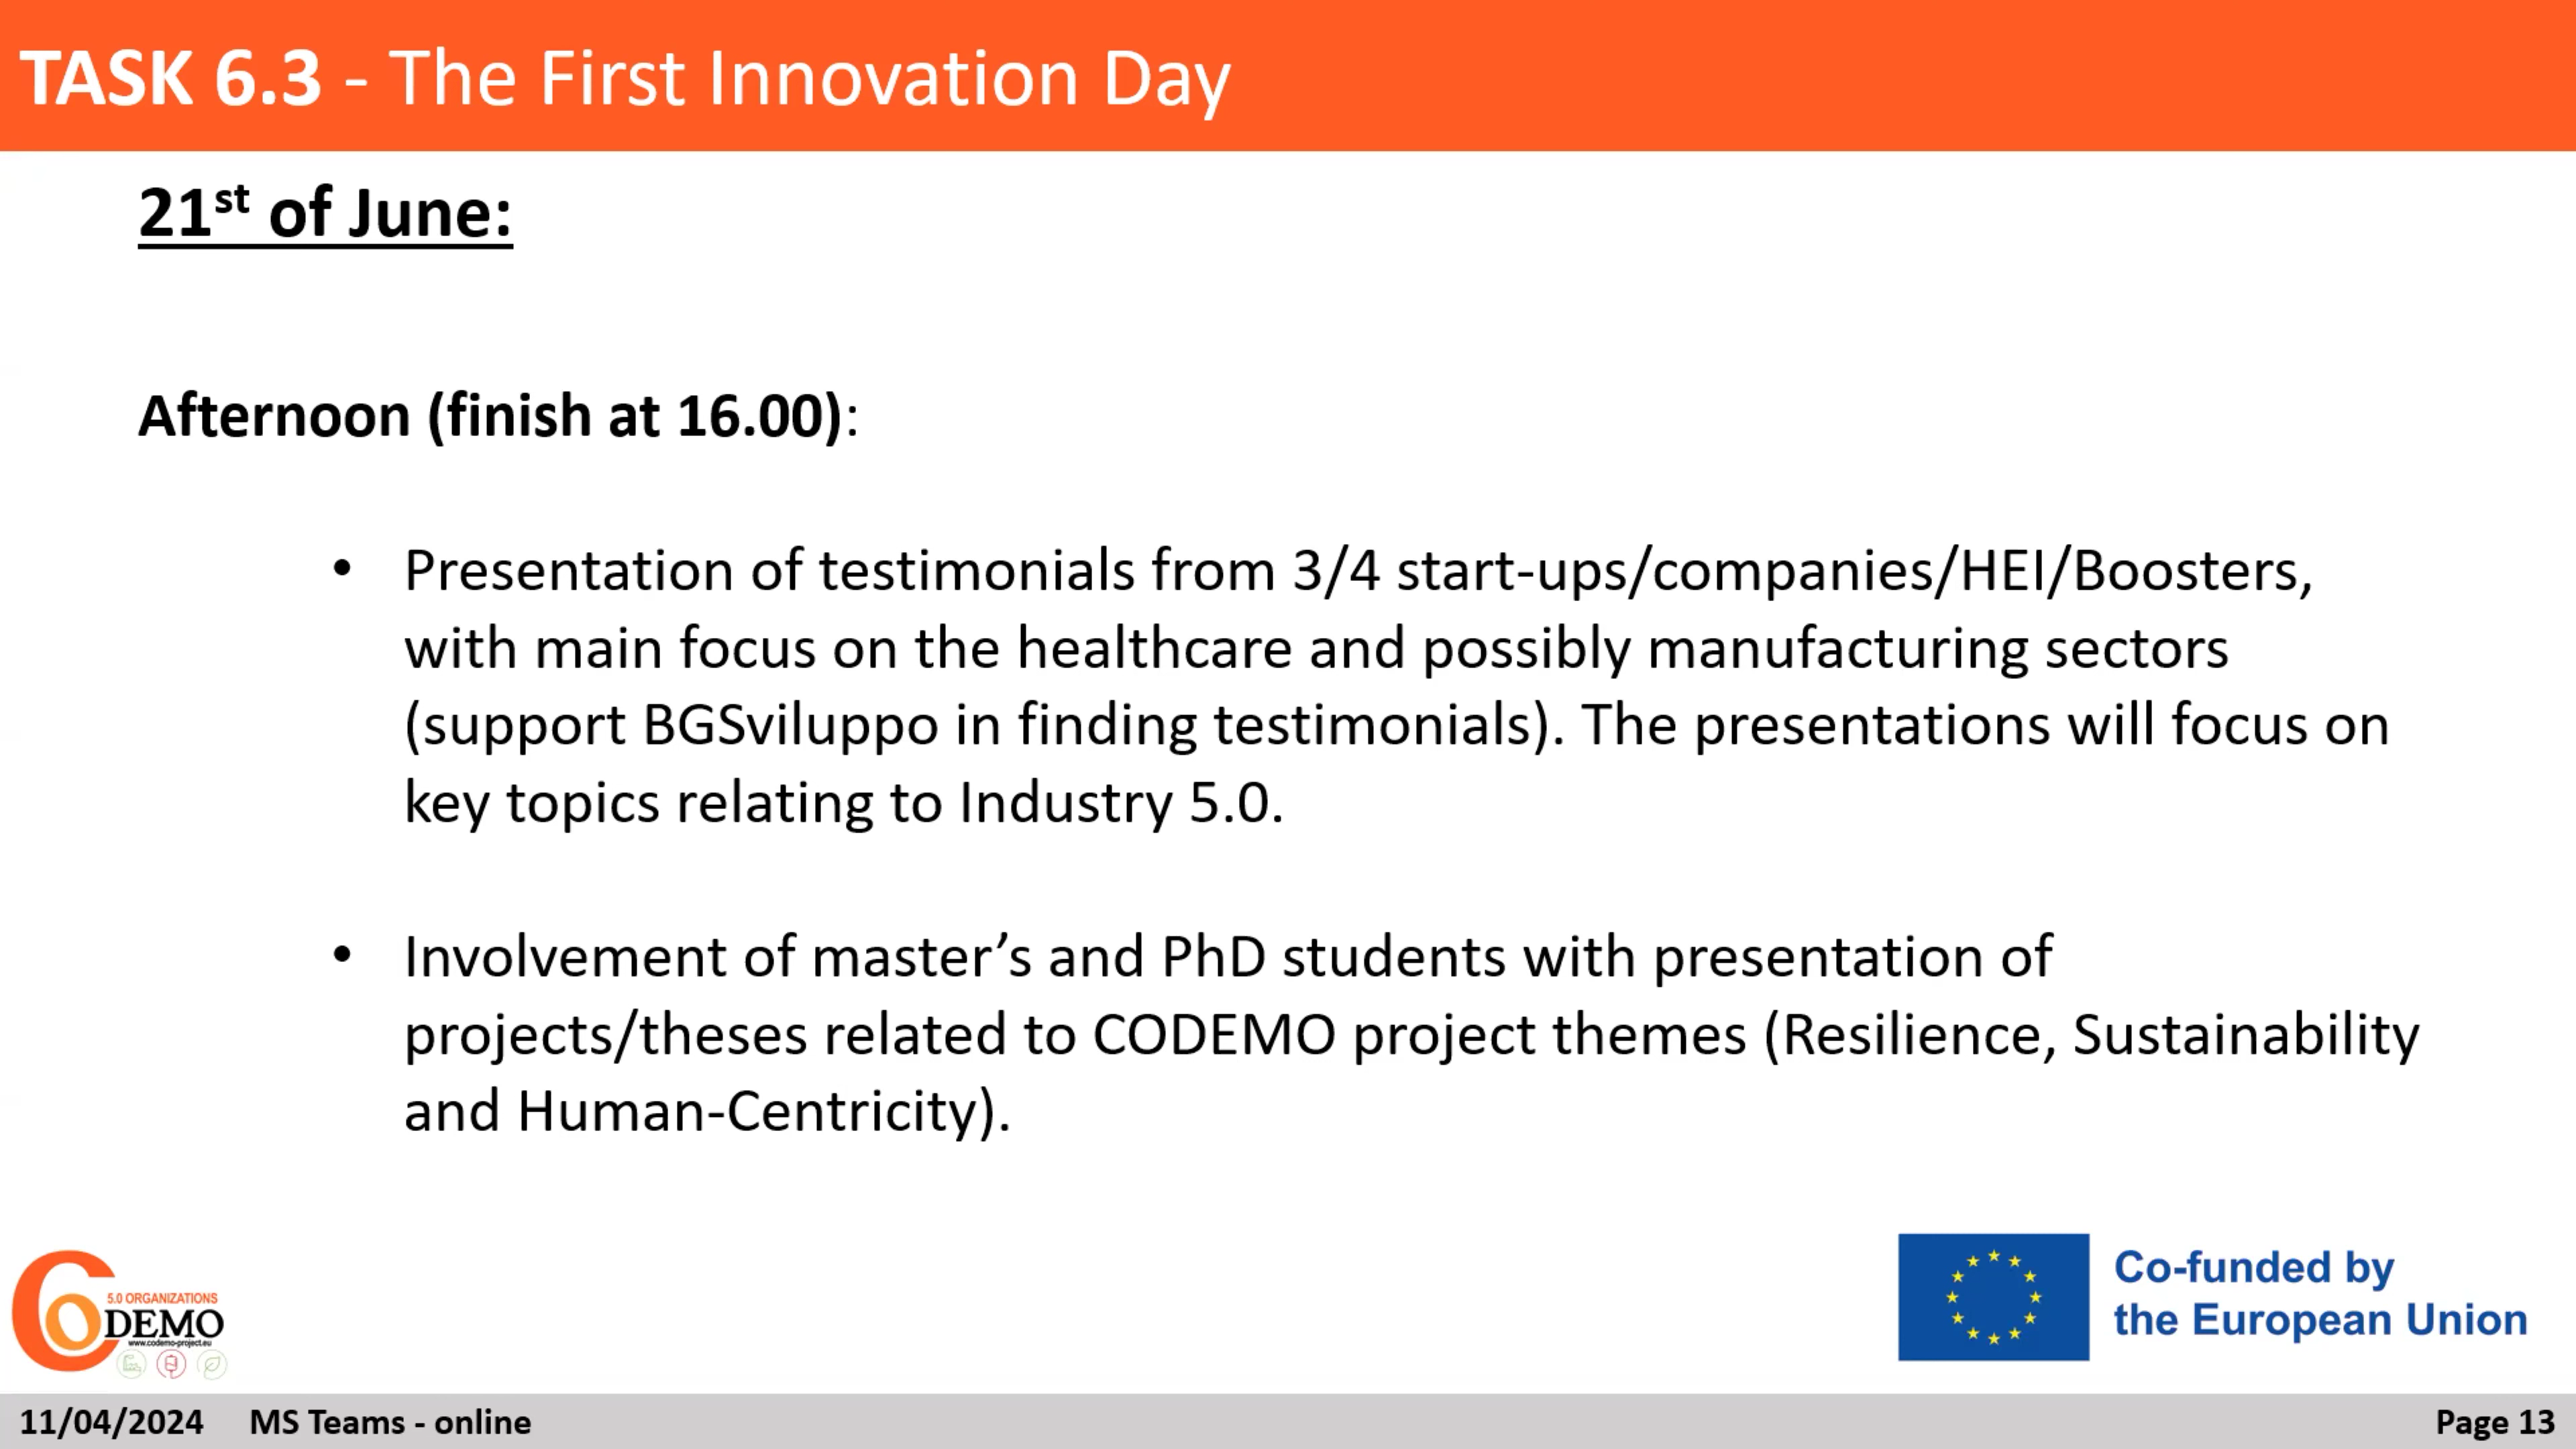 TASK 6.3 - The First Innovation Day
21st of June:
Afternoon (finish at 16.00):
• Presentation of testimonials from 3/4 start-ups/companies/HEI/Boosters,
with main focus on the healthcare and possibly manufacturing sectors
(support BGSviluppo in finding testimonials). The presentations will focus on
key topics relating to Industry 5.0.
• Involvement of master’s and PhD students with presentation of
projects/theses related to CODEMO project themes (Resilience, Sustainability
and Human-Centricity).
5.0 ORGANIZATIONS
CODEMO
www.codemo-project.eu
Co-funded by
the European Union
11/04/2024 MS Teams - online Page 13